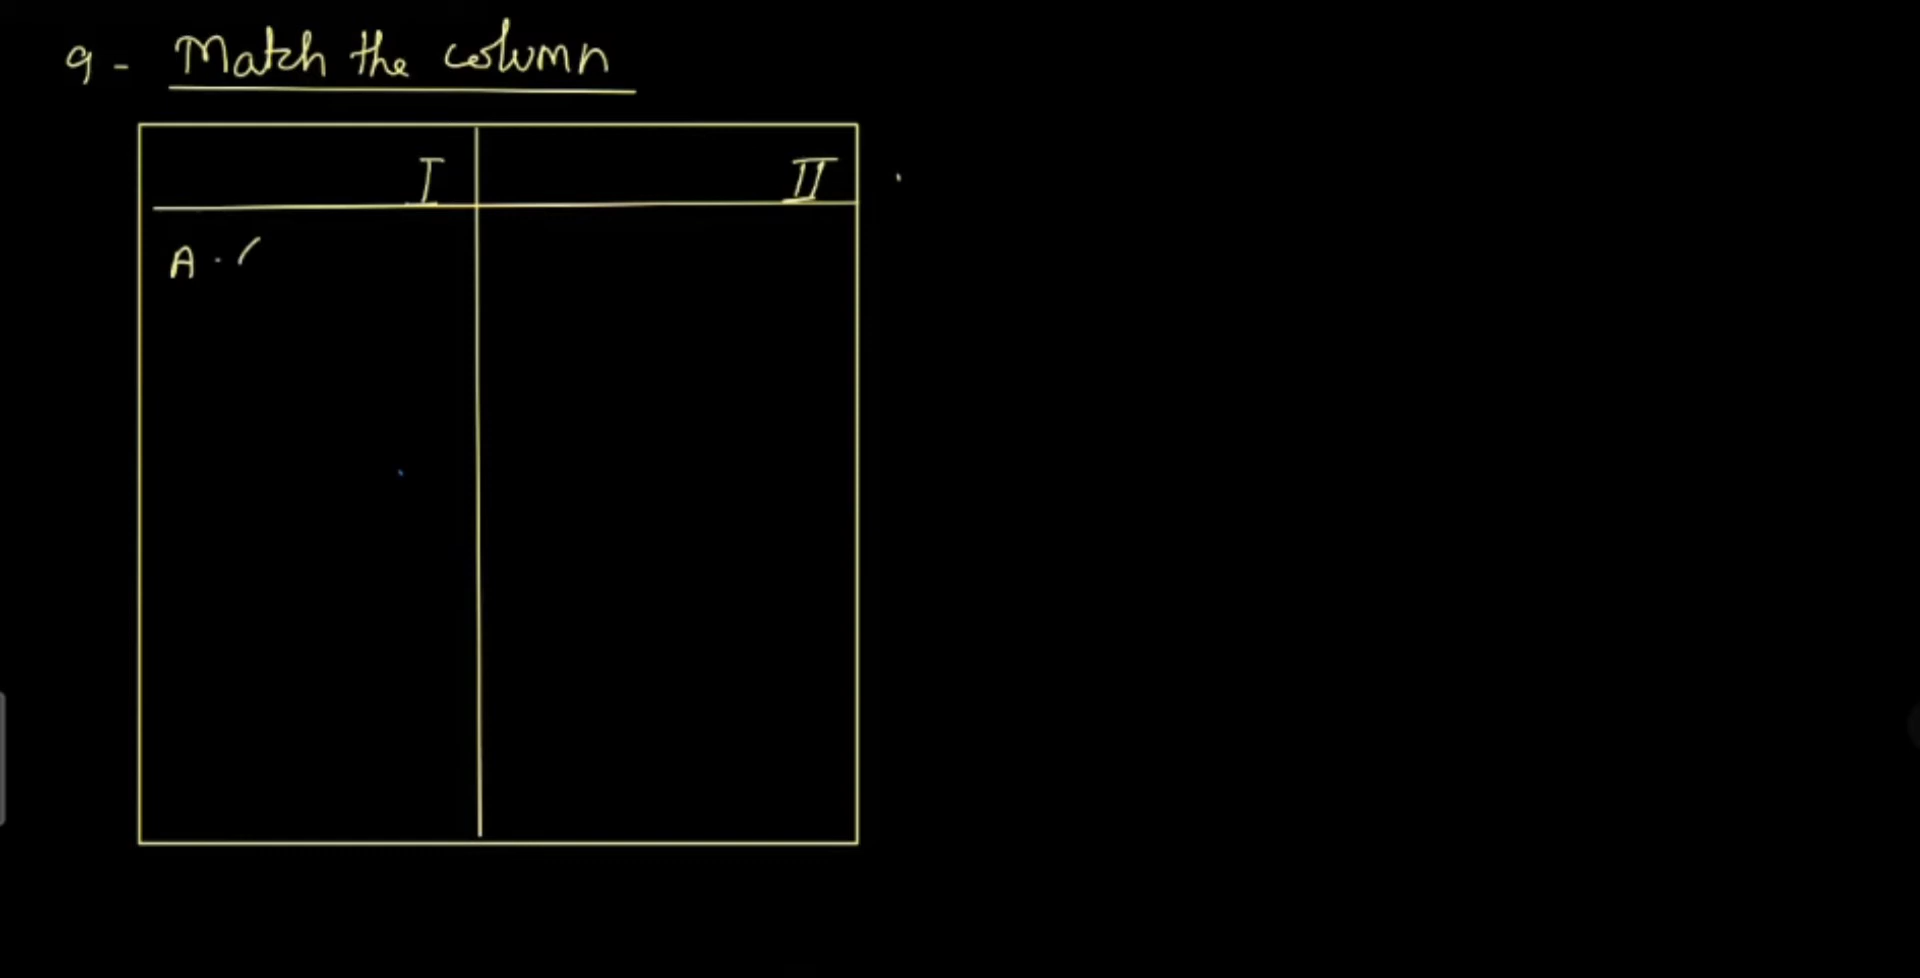 9 - Match the column
I II
A . (